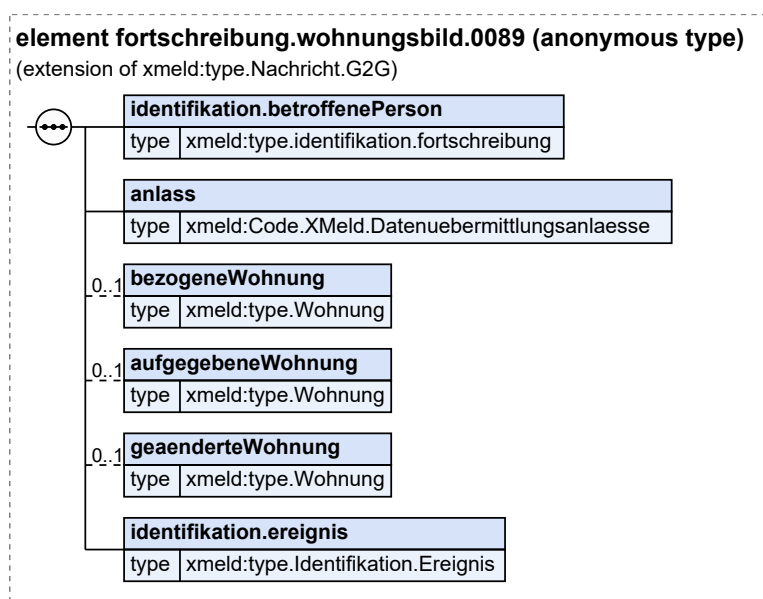 element fortschreibung.wohnungsbild.0089 (anonymous type)
(extension of xmeld:type.Nachricht.G2G)
identifikation.betroffenePerson
type xmeld:type.identifikation.fortschreibung
anlass
type xmeld:Code.XMeld.Datenuebermittlungsanlaesse
0..1 bezogeneWohnung
type xmeld:type.Wohnung
0..1 aufgegebeneWohnung
type xmeld:type.Wohnung
0..1 geaenderteWohnung
type xmeld:type.Wohnung
identifikation.ereignis
type xmeld:type.Identifikation.Ereignis